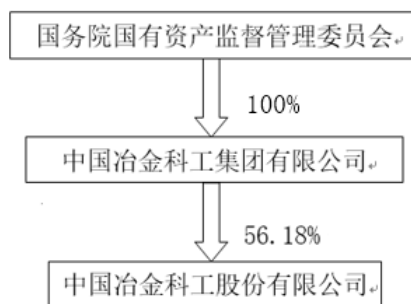 国务院国有资产监督管理委员会
100%
中国冶金科工集团有限公司
56.18%
中国冶金科工股份有限公司